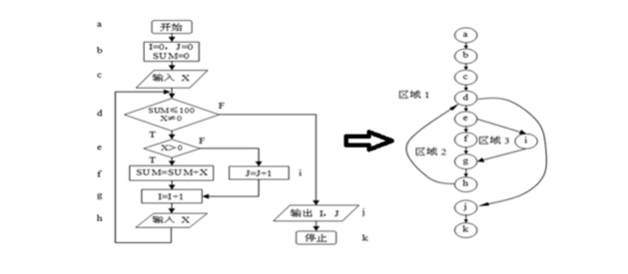 a
开始
b
I=0，J=0
SUM=0
c
输入 X
d
SUM≤100
X≠0
F
T
e
X>0
F
T
f
SUM=SUM+X
J=J+1
i
g
I=I+1
h
输入 X
输出 I，J
j
停止
k
区域 1
区域 2
区域 3
a
b
c
d
e
f
i
g
h
j
k